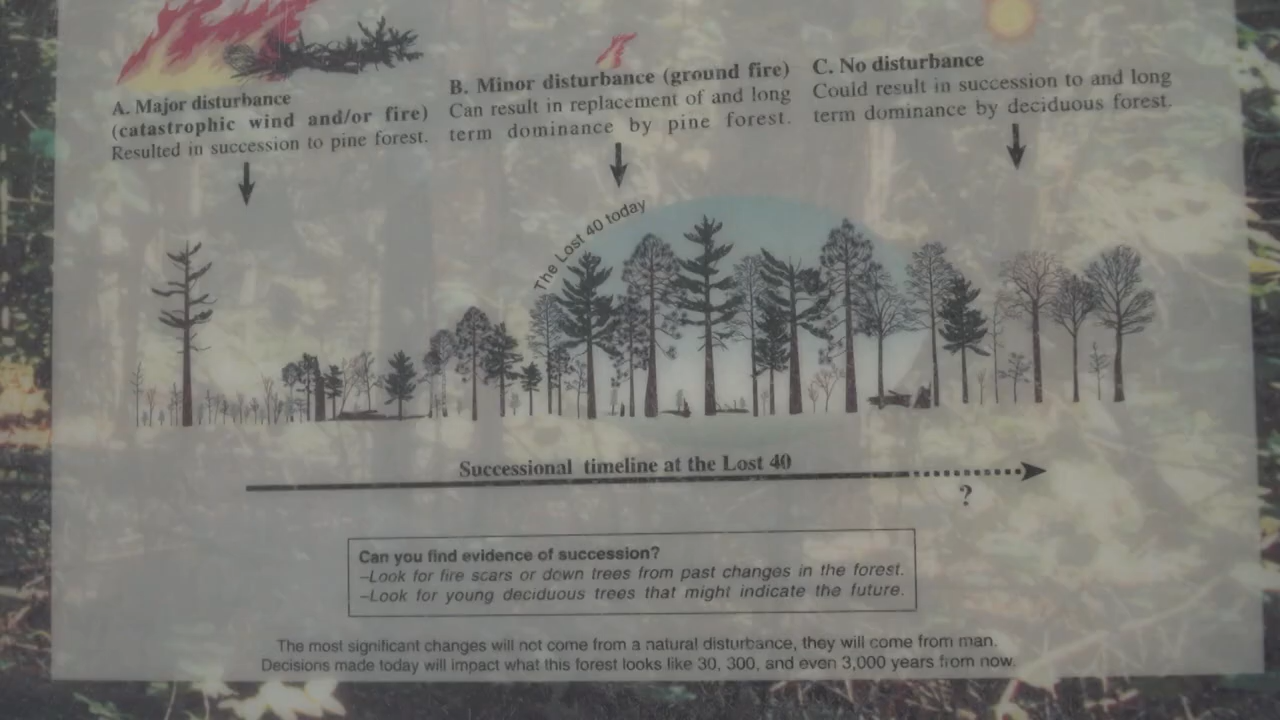 A. Major disturbance
(catastrophic wind and/or fire)
Resulted in succession to pine forest.
B. Minor disturbance (ground fire)
Can result in replacement of and long
term dominance by pine forest.
C. No disturbance
Could result in succession to and long
term dominance by deciduous forest.
The Lost 40 today
Successional timeline at the Lost 40
?
Can you find evidence of succession?
–Look for fire scars or down trees from past changes in the forest.
–Look for young deciduous trees that might indicate the future.
The most significant changes will not come from a natural disturbance, they will come from man.
Decisions made today will impact what this forest looks like 30, 300, and even 3,000 years from now.